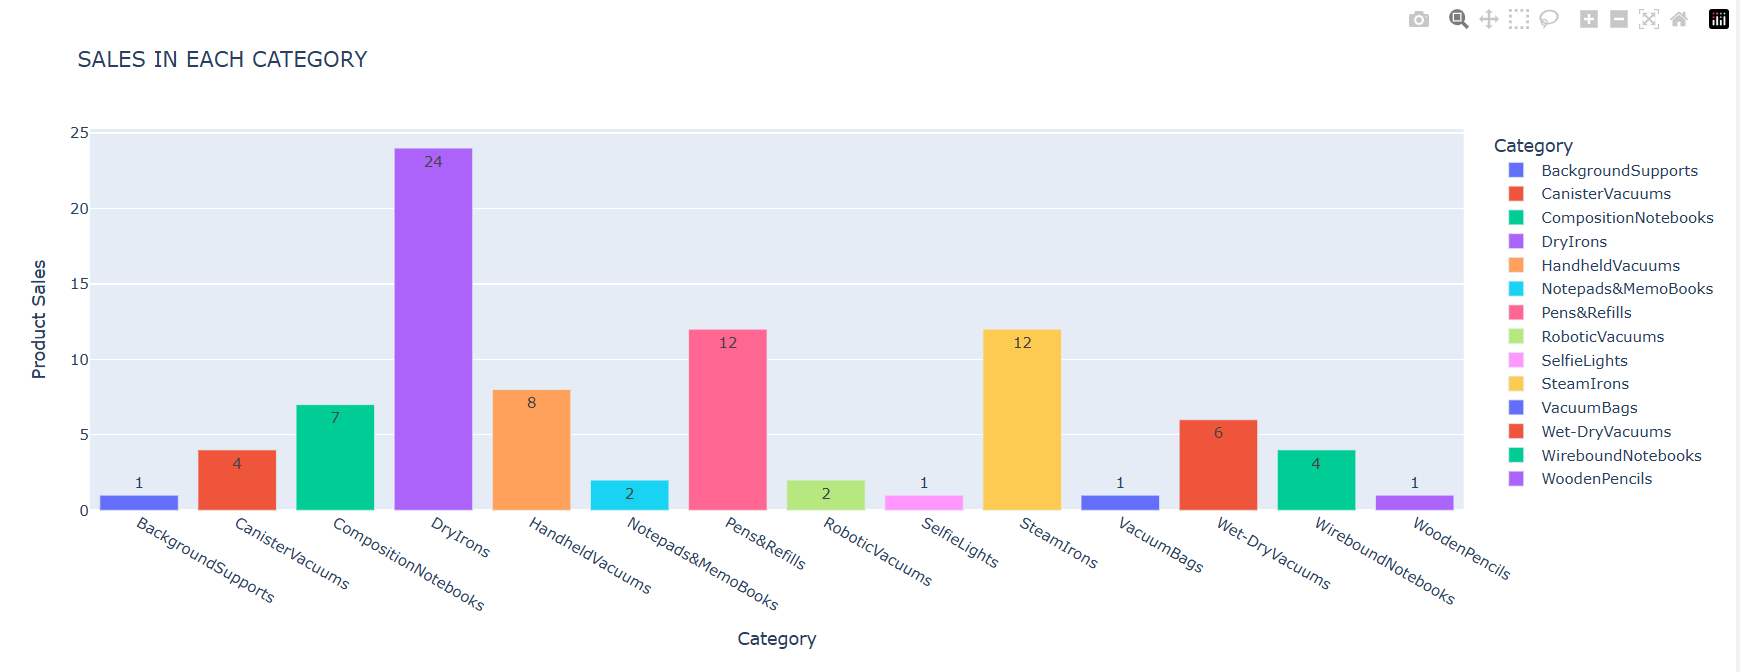 SALES IN EACH CATEGORY
25
20
15
10
5
0
Product Sales
1
4
7
24
8
2
12
2
1
12
1
6
4
1
BackgroundSupports
CanisterVacuums
CompositionNotebooks
DryIrons
HandheldVacuums
Notepads&MemoBooks
Pens&Refills
RoboticVacuums
SelfieLights
SteamIrons
VacuumBags
Wet-DryVacuums
WireboundNotebooks
WoodenPencils
Category
Category
BackgroundSupports
CanisterVacuums
CompositionNotebooks
DryIrons
HandheldVacuums
Notepads&MemoBooks
Pens&Refills
RoboticVacuums
SelfieLights
SteamIrons
VacuumBags
Wet-DryVacuums
WireboundNotebooks
WoodenPencils